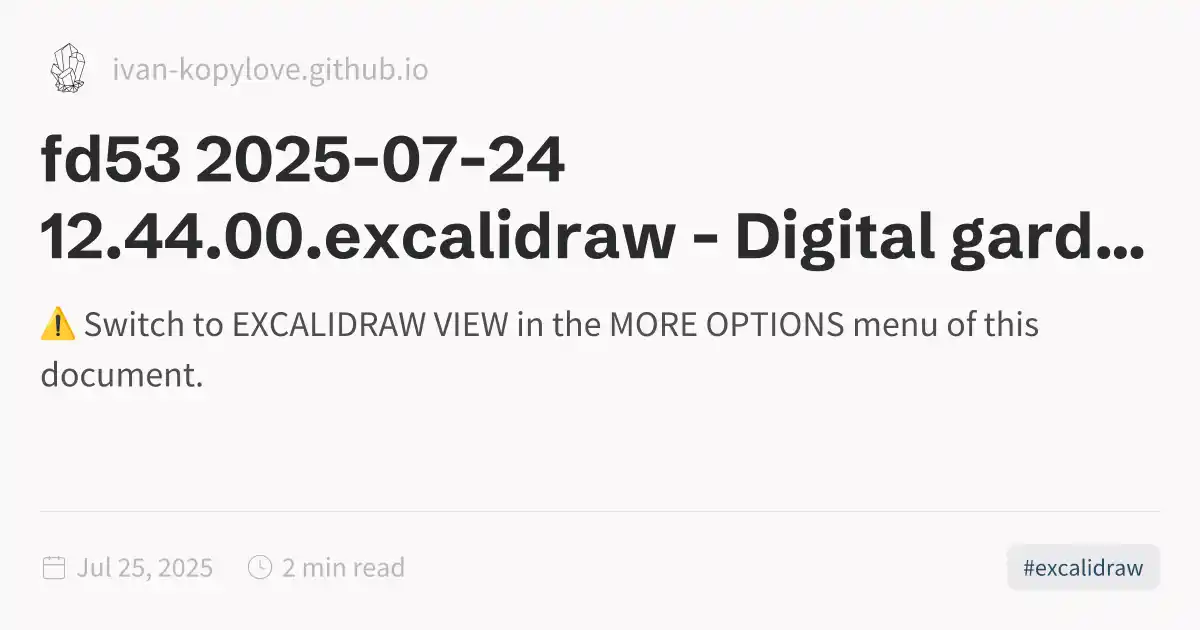 ivan-kopylove.github.io
fd53 2025-07-24
12.44.00.excalidraw - Digital gard...
⚠️ Switch to EXCALIDRAW VIEW in the MORE OPTIONS menu of this
document.
Jul 25, 2025 2 min read #excalidraw